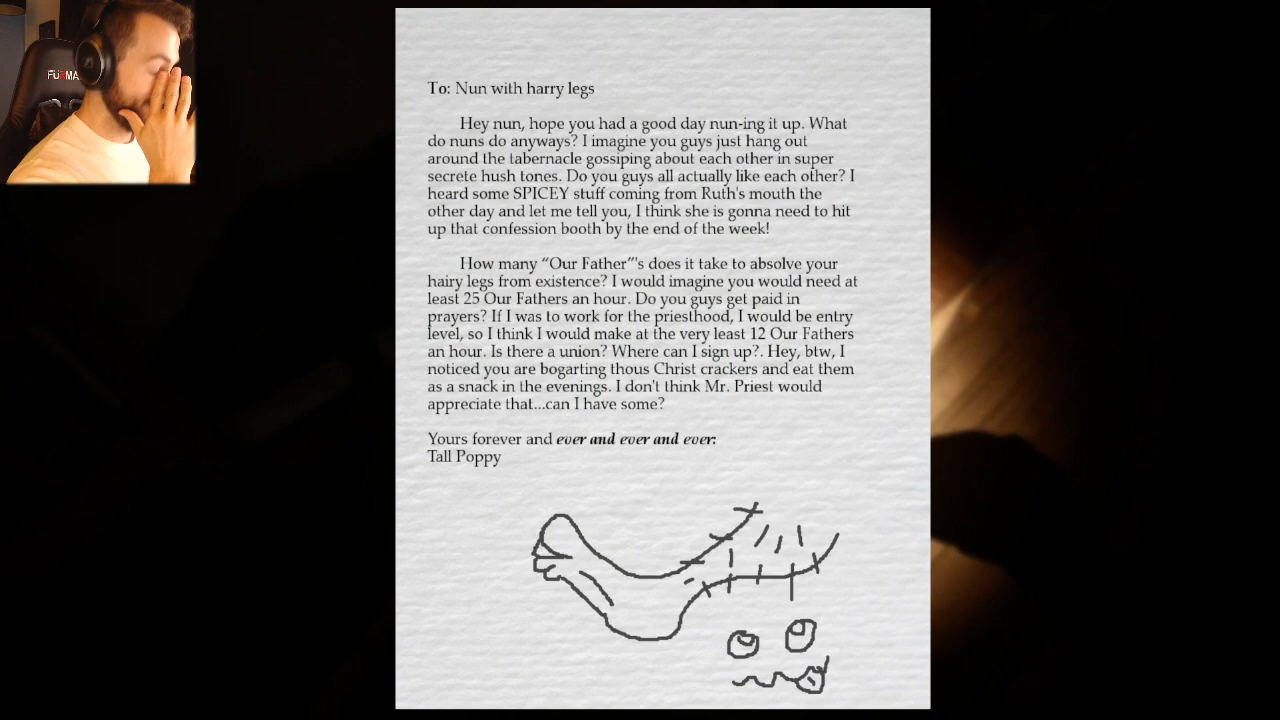 FURMA
To: Nun with harry legs
Hey nun, hope you had a good day nun-ing it up. What
do nuns do anyways? I imagine you guys just hang out
around the tabernacle gossiping about each other in super
secrete hush tones. Do you guys all actually like each other? I
heard some SPICEY stuff coming from Ruth's mouth the
other day and let me tell you, I think she is gonna need to hit
up that confession booth by the end of the week!
How many “Our Father”'s does it take to absolve your
hairy legs from existence? I would imagine you would need at
least 25 Our Fathers an hour. Do you guys get paid in
prayers? If I was to work for the priesthood, I would be entry
level, so I think I would make at the very least 12 Our Fathers
an hour. Is there a union? Where can I sign up?. Hey, btw, I
noticed you are bogarting thous Christ crackers and eat them
as a snack in the evenings. I don't think Mr. Priest would
appreciate that...can I have some?
Yours forever and ever and ever and ever:
Tall Poppy